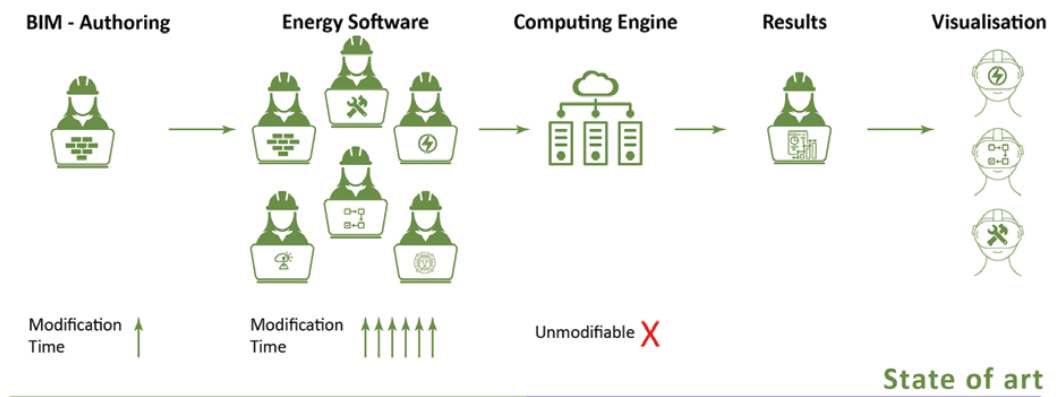 BIM - Authoring
Energy Software
Computing Engine
Results
Visualisation
Modification
Time
Modification
Time
Unmodifiable X
State of art